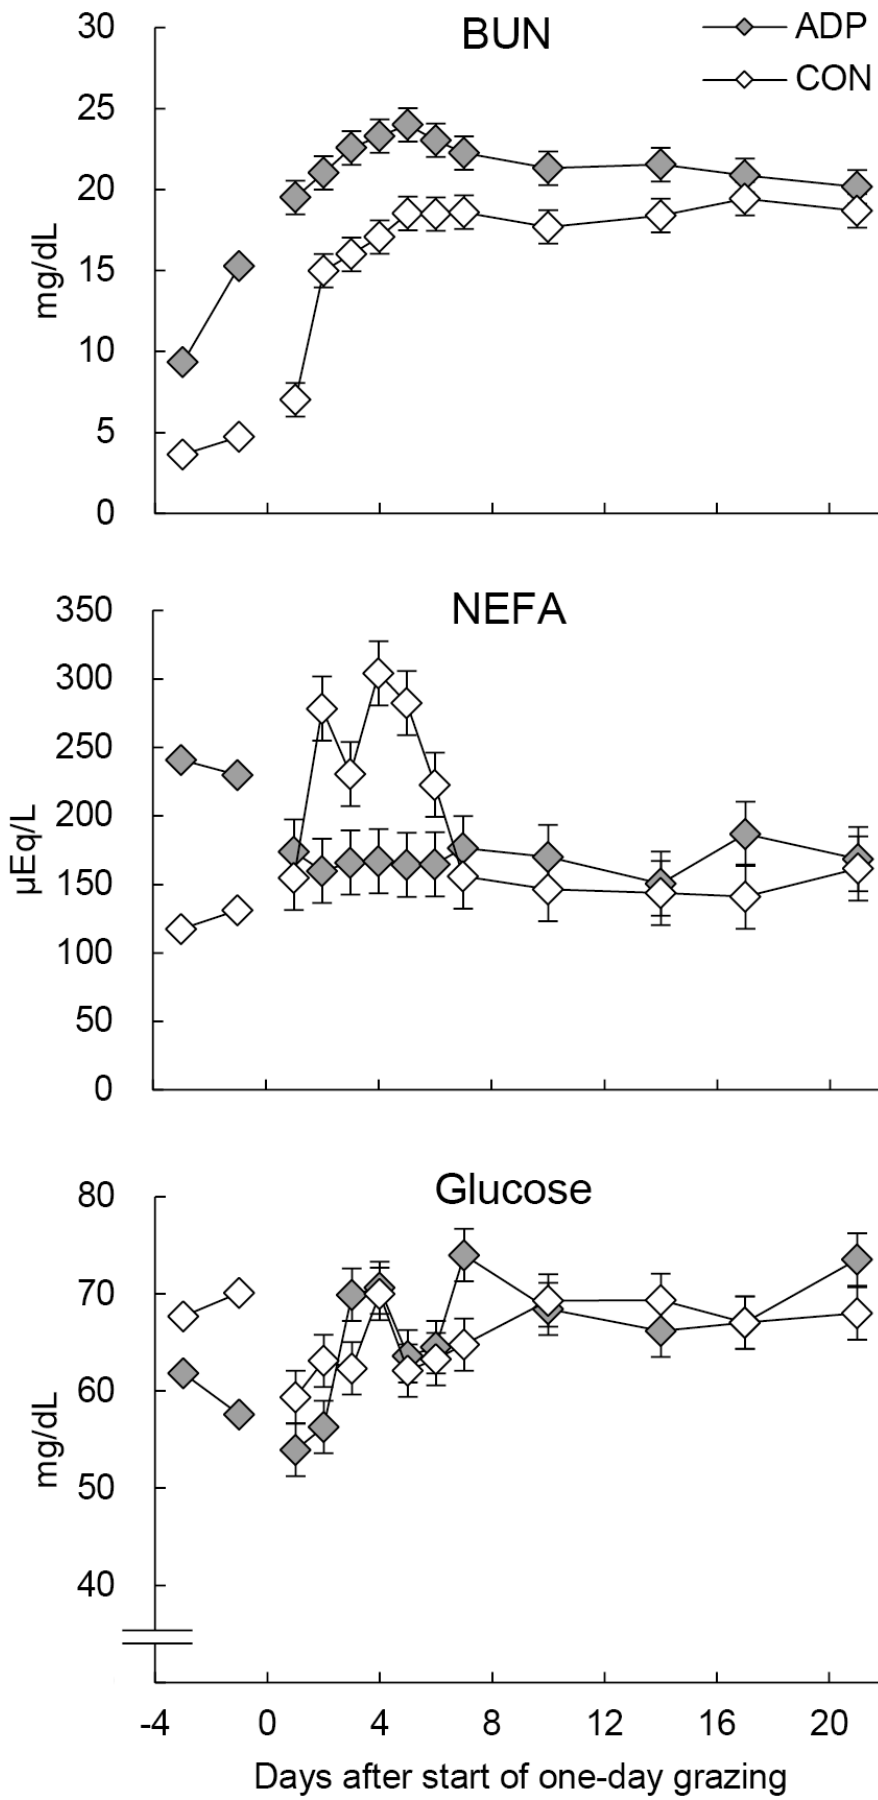 BUN
ADP
CON
30
25
20
15
10
5
0
mg/dL
NEFA
350
300
250
200
150
100
50
0
µEq/L
Glucose
80
70
60
50
40
mg/dL
-4 0 4 8 12 16 20
Days after start of one-day grazing